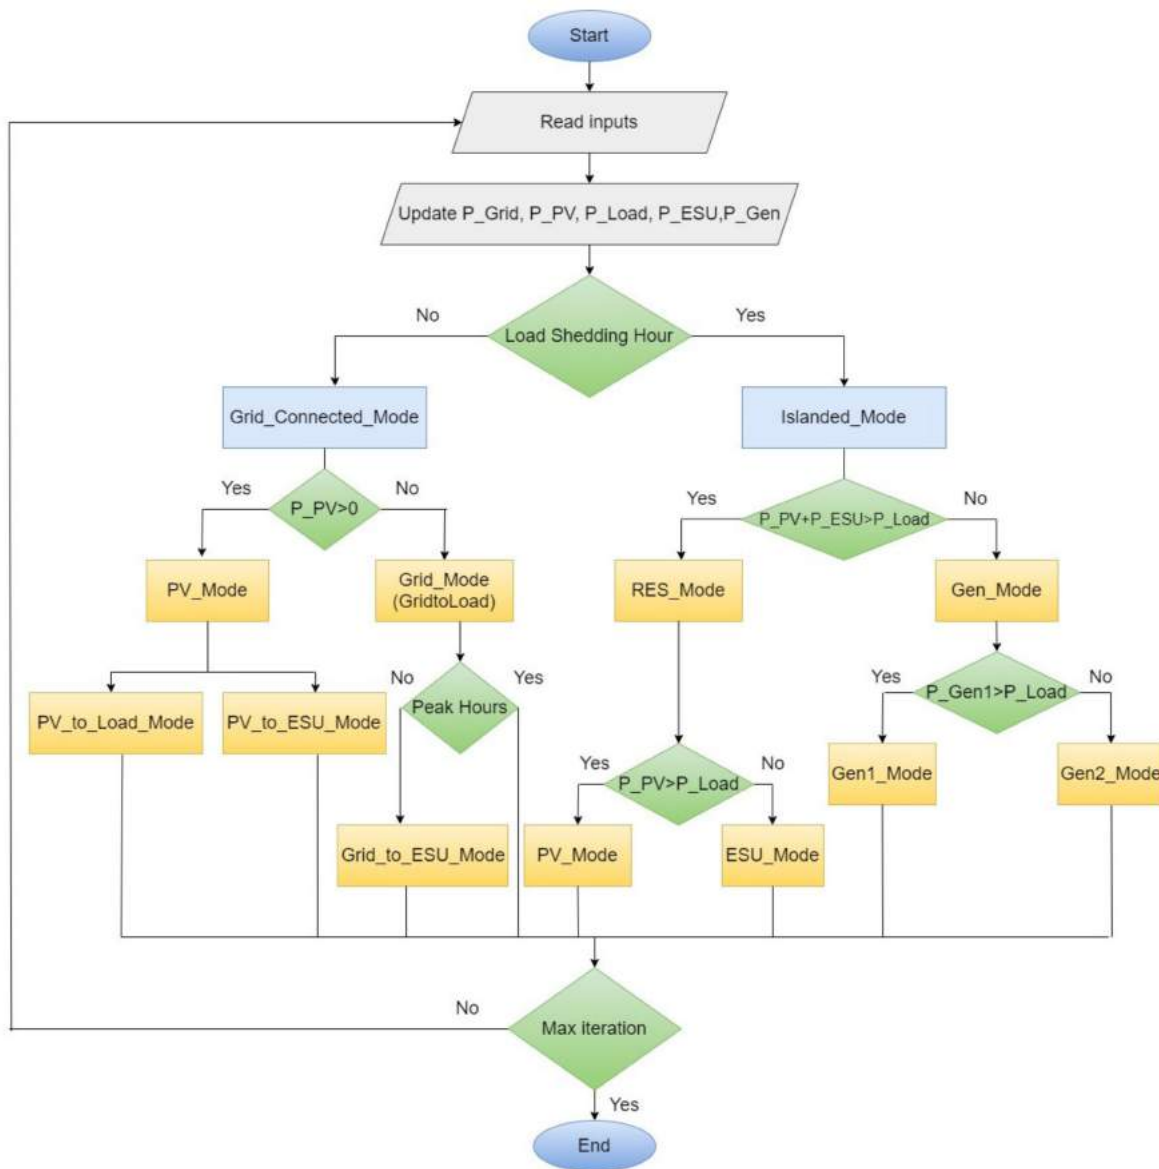 Start
Read inputs
Update P_Grid, P_PV, P_Load, P_ESU,P_Gen
No
Yes
Load Shedding Hour
Grid_Connected_Mode
Islanded_Mode
Yes
No
P_PV>0
Yes
No
P_PV+P_ESU>P_Load
PV_Mode
Grid_Mode
(GridtoLoad)
RES_Mode
Gen_Mode
No
Yes
Peak Hours
Yes
No
P_Gen1>P_Load
PV_to_Load_Mode
PV_to_ESU_Mode
Yes
No
P_PV>P_Load
Gen1_Mode
Gen2_Mode
Grid_to_ESU_Mode
PV_Mode
ESU_Mode
No
Max iteration
Yes
End